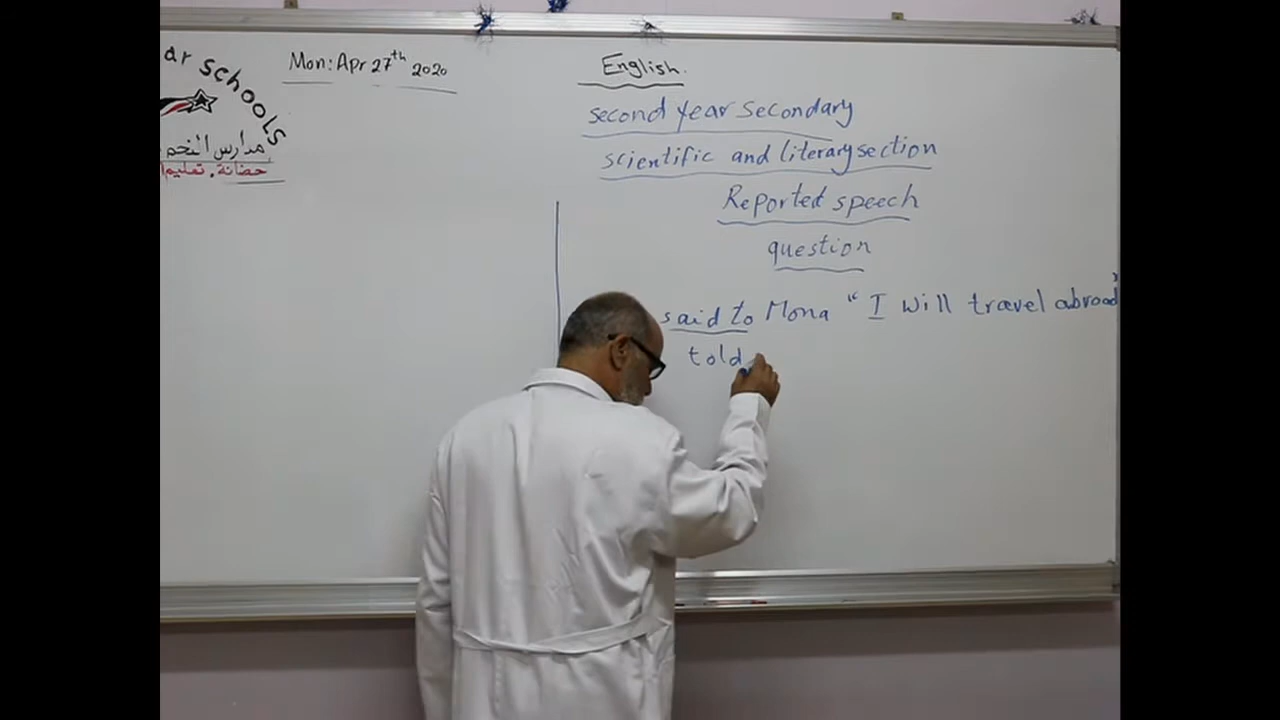 ar schools
مدارس النجم
حضانة . تعليم
Mon: Apr 27th 2020
English.
second year secondary
scientific and literary section
Reported speech
question
said to Mona “ I will travel abroad”
told